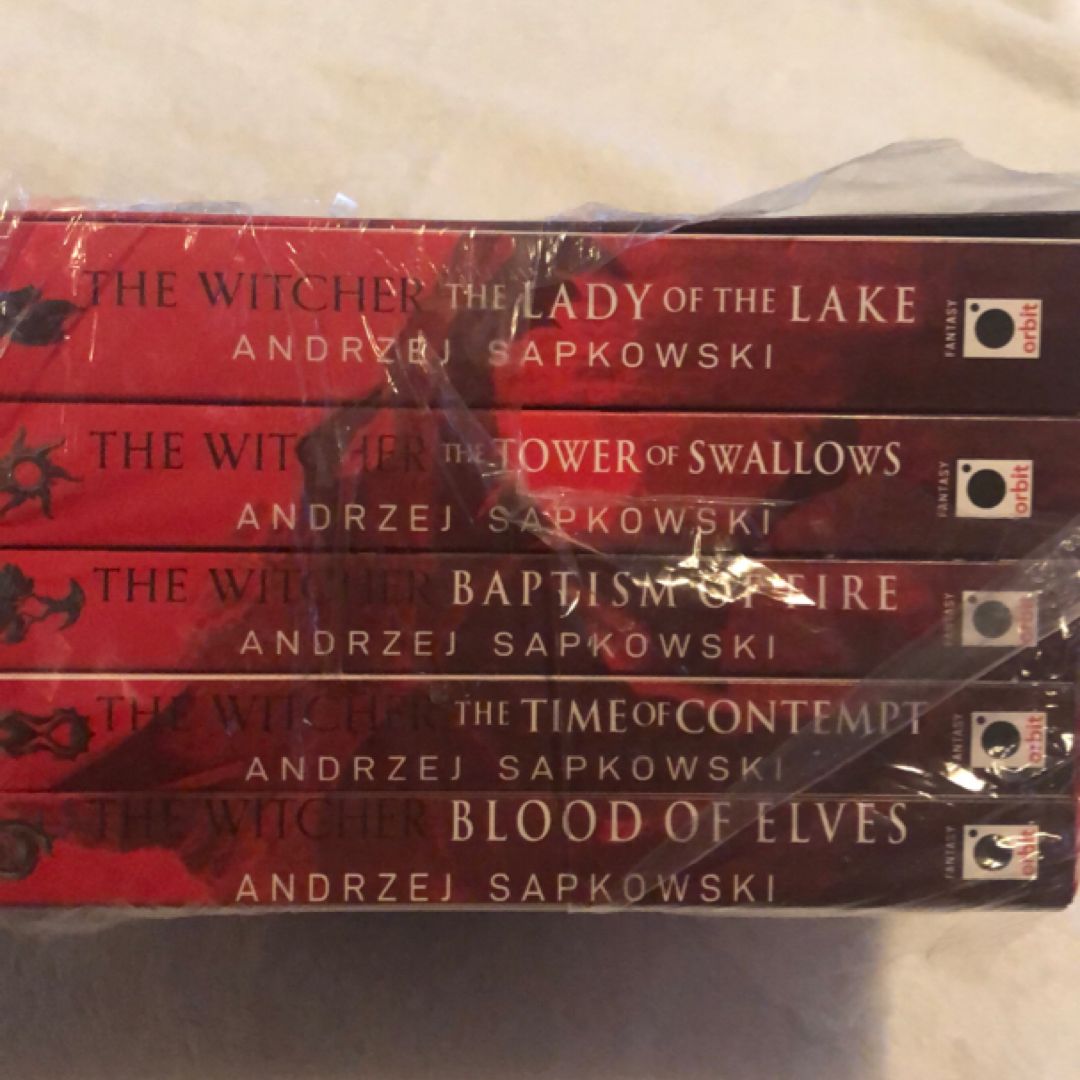 THE WITCHER THE LADY OF THE LAKE
ANDRZEJ SAPKOWSKI
FANTASY
orbit
THE WITCHER THE TOWER OF SWALLOWS
ANDRZEJ SAPKOWSKI
FANTASY
orbit
THE WITCHER BAPTISM OF FIRE
ANDRZEJ SAPKOWSKI
FANTASY
orbit
THE WITCHER THE TIME OF CONTEMPT
ANDRZEJ SAPKOWSKI
FANTASY
orbit
THE WITCHER BLOOD OF ELVES
ANDRZEJ SAPKOWSKI
FANTASY
orbit